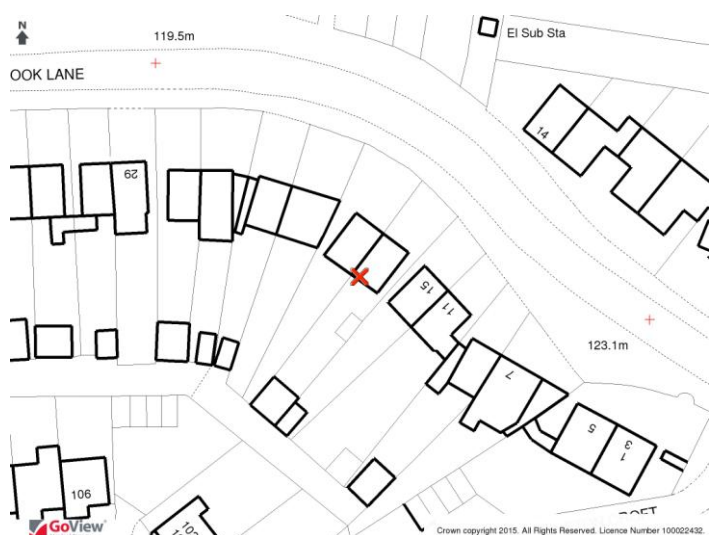 N
119.5m
El Sub Sta
OOK LANE
14
29
15
11
123.1m
7
5
3
1
106
GoView
Crown copyright 2015. All Rights Reserved. Licence Number 100022432.